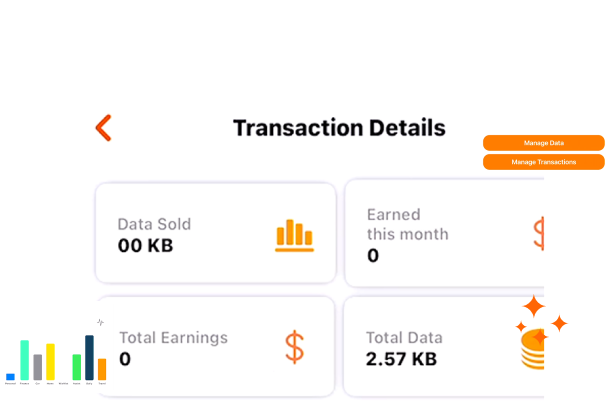 Transaction Details
Manage Data
Manage Transactions
Data Sold
00 KB
Earned
this month
0
Total Earnings
0
Total Data
2.57 KB